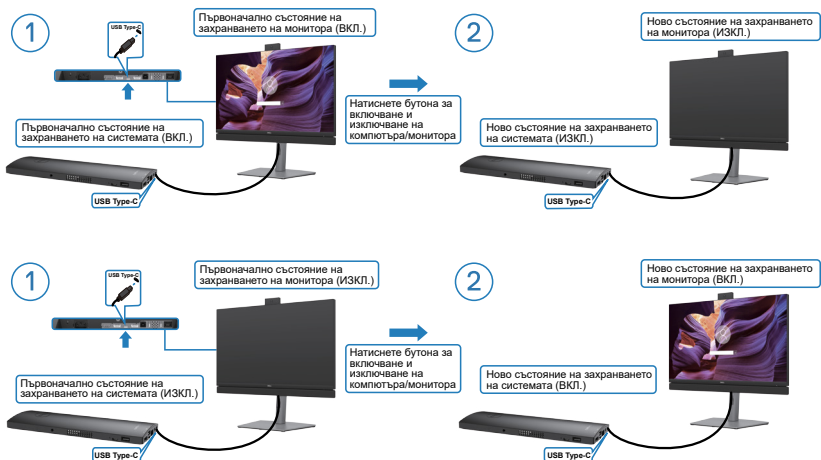 1
USB Type-C
Първоначално състояние на
захранването на монитора (ВКЛ.)
Първоначално състояние на
захранването на системата (ВКЛ.)
USB Type-C
Натиснете бутона за
включване и
изключване на
компютъра/монитора
2
Ново състояние на захранването
на монитора (ИЗКЛ.)
Ново състояние на захранването
на системата (ИЗКЛ.)
USB Type-C
1
USB Type-C
Първоначално състояние на
захранването на монитора (ИЗКЛ.)
Първоначално състояние на
захранването на системата (ИЗКЛ.)
USB Type-C
Натиснете бутона за
включване и
изключване на
компютъра/монитора
2
Ново състояние на захранването
на монитора (ВКЛ.)
Ново състояние на захранването
на системата (ВКЛ.)
USB Type-C